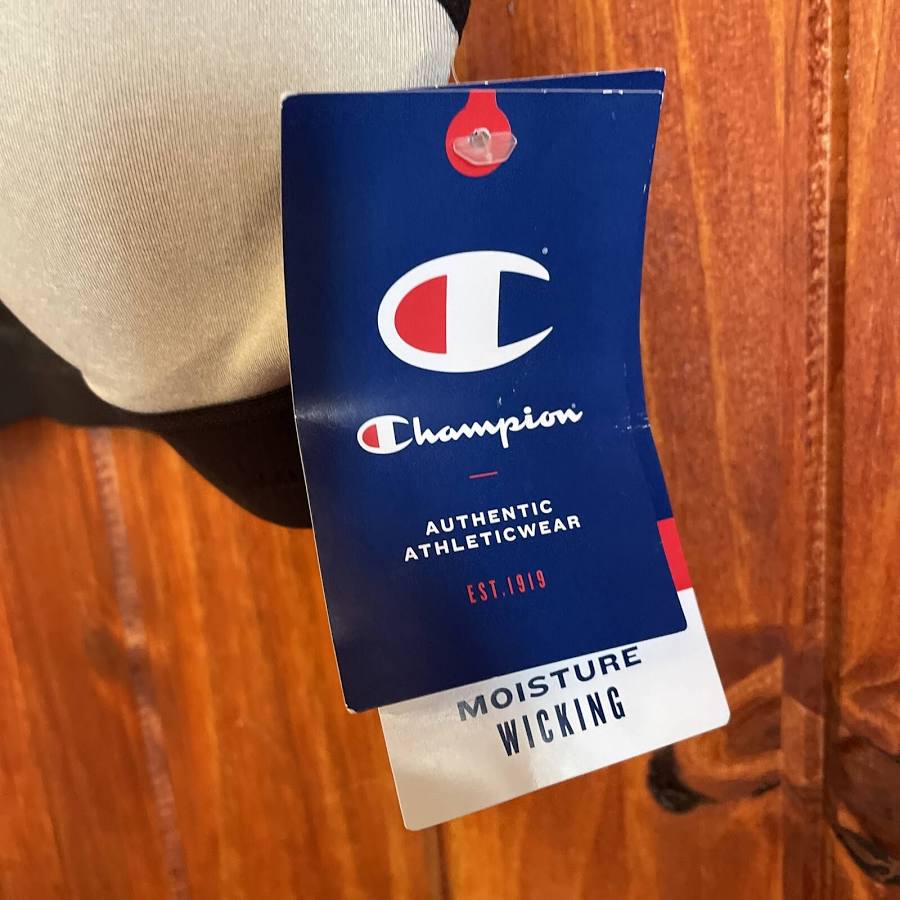 Champion
AUTHENTIC
ATHLETICWEAR
EST.1919
MOISTURE
WICKING